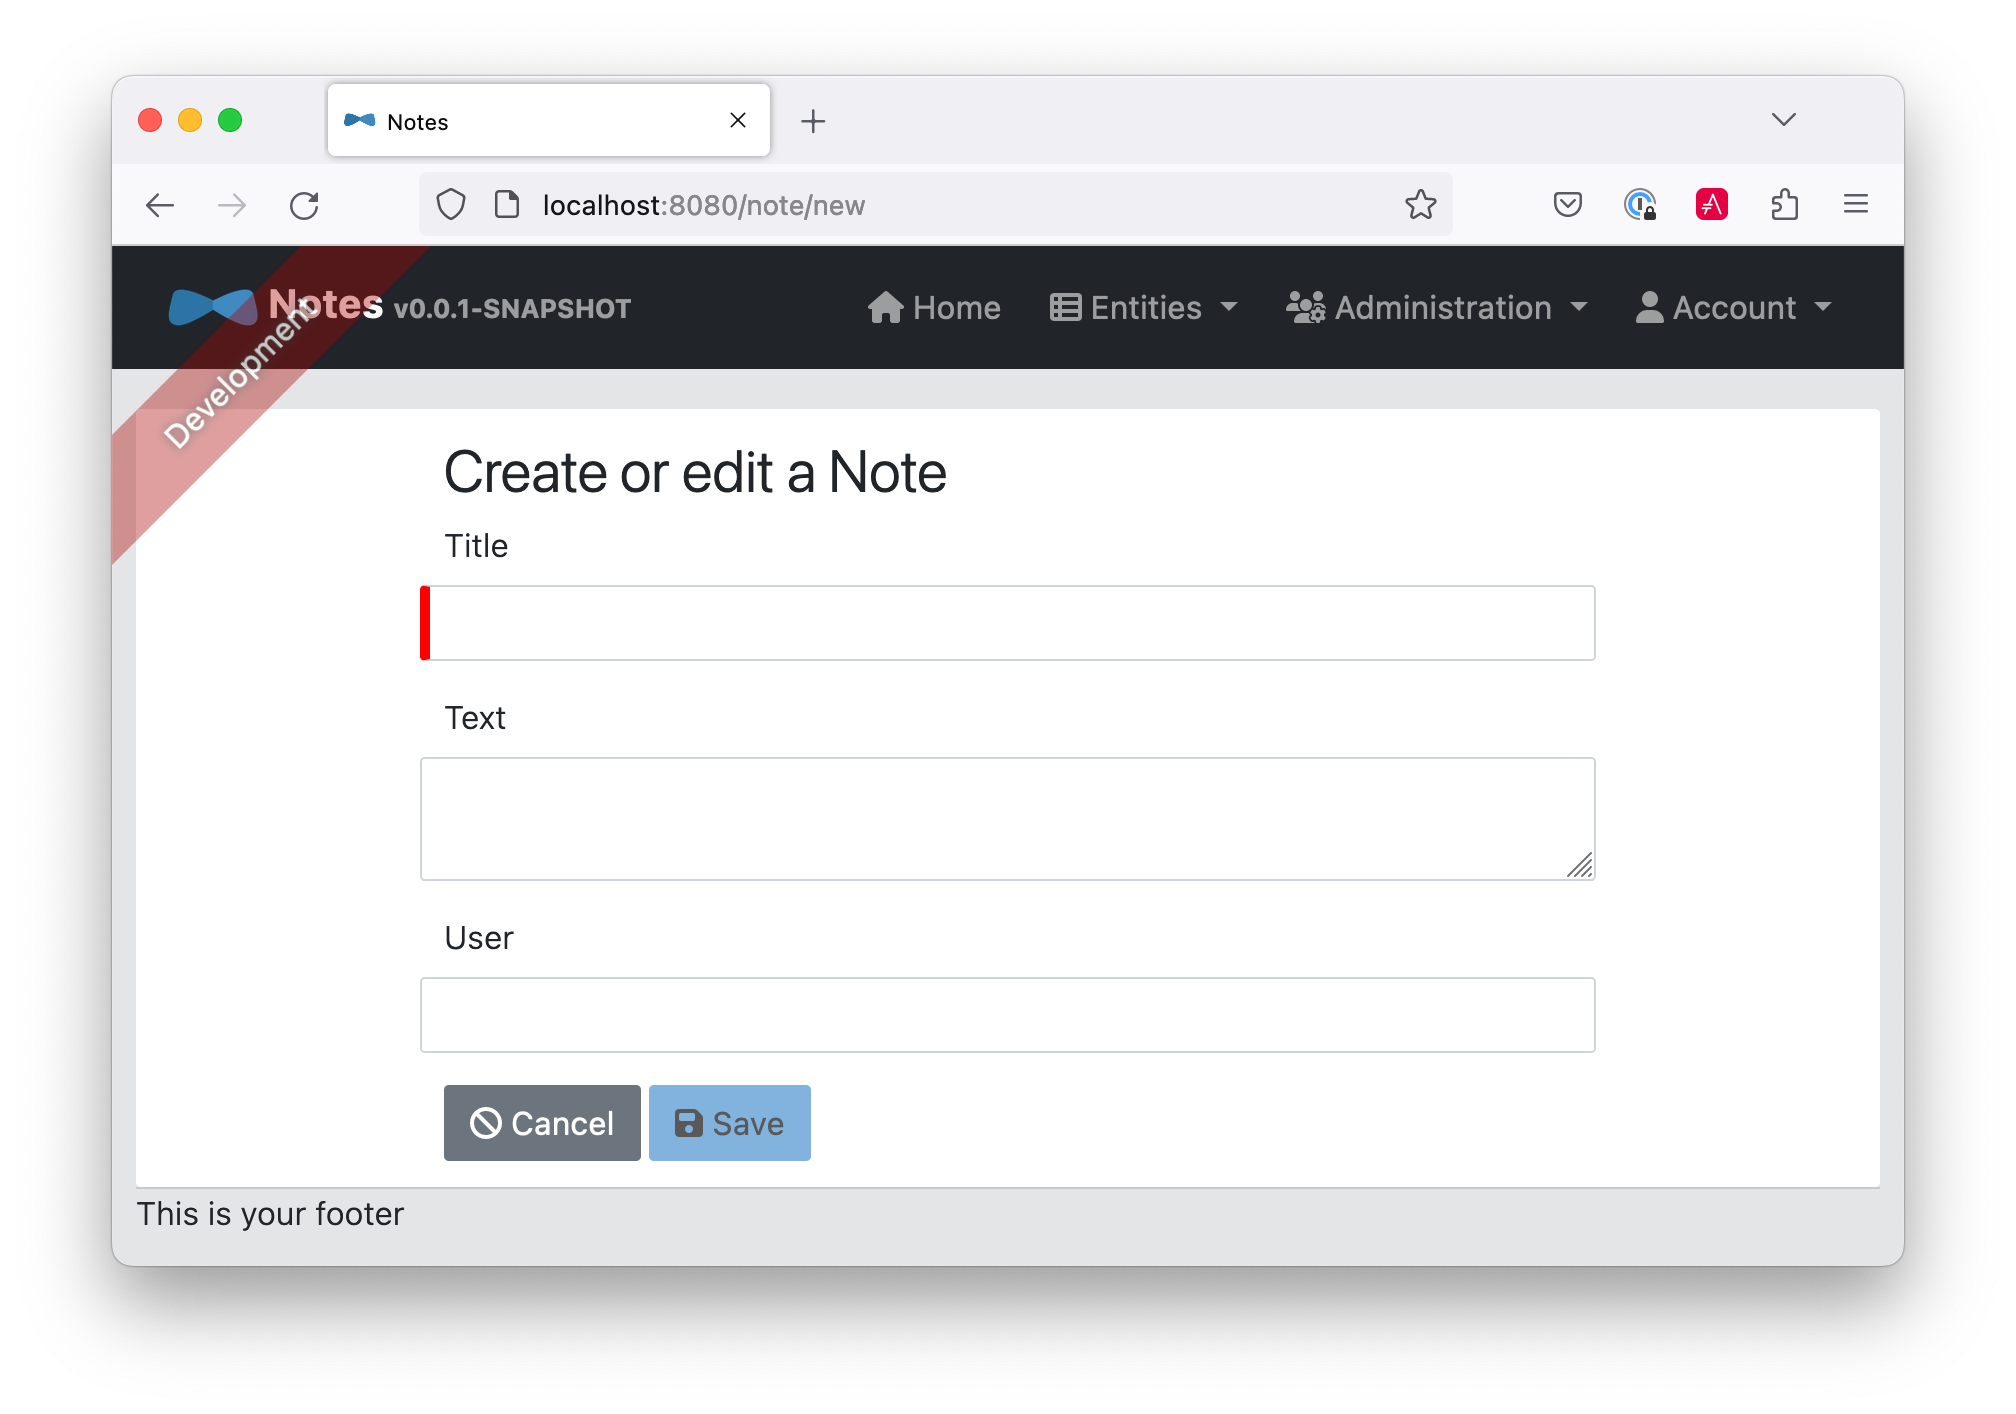 Notes
localhost:8080/note/new
Notes v0.0.1-SNAPSHOT
Home
Entities
Administration
Account
Development
Create or edit a Note
Title
Text
User
Cancel
Save
This is your footer